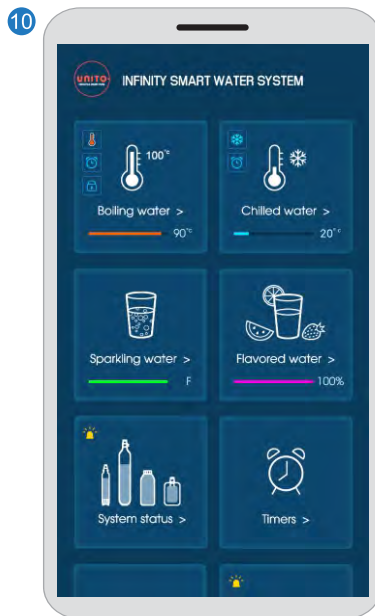 10
UNITO
INFINITY SMART WATER SYSTEM
100°c
Boiling water >
90°c
Chilled water >
20°c
Sparkling water >
F
Flavored water >
100%
System status >
Timers >